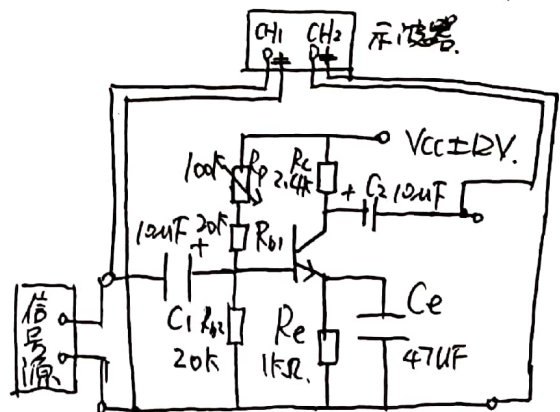 CH1 CH2
示波器
VCC±12V.
100k Rp
Rc
2.4k
+ C2 10uF
10uF
+ 20k Rb1
信号源
C1 Rb2
20k
Re
1kΩ.
Ce
47uF